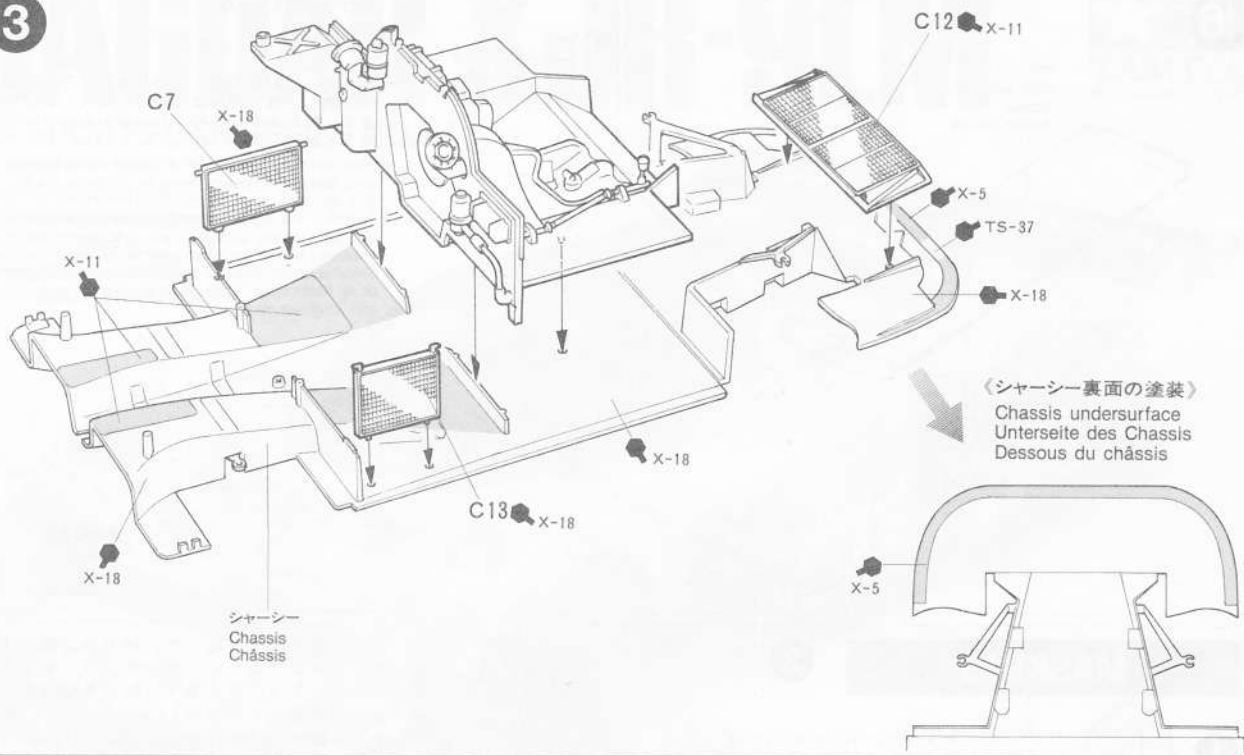 3
C12 X-11
C7
X-18
X-5
TS-37
X-11
X-18
《シャーシー裏面の塗装》
Chassis undersurface
Unterseite des Chassis
Dessous du châssis
X-18
C13 X-18
X-18
X-5
シャーシー
Chassis
Châssis